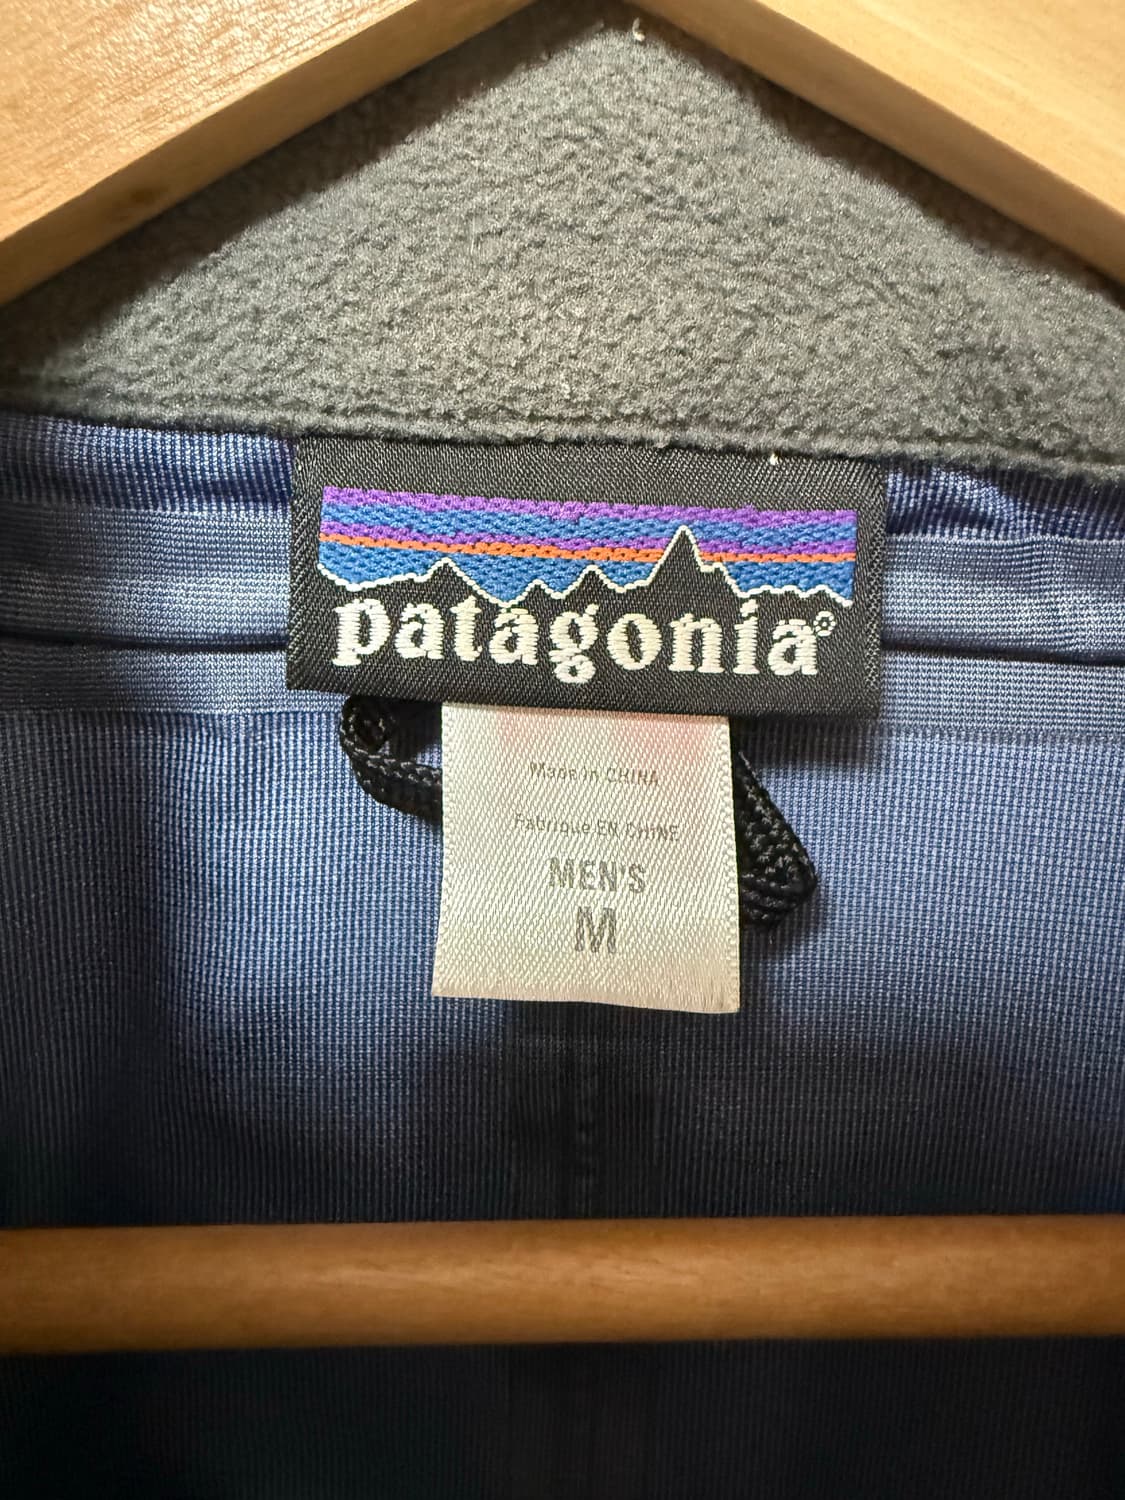 patagonia®
Made in CHINA
Fabriqué EN CHINE
MEN'S
M